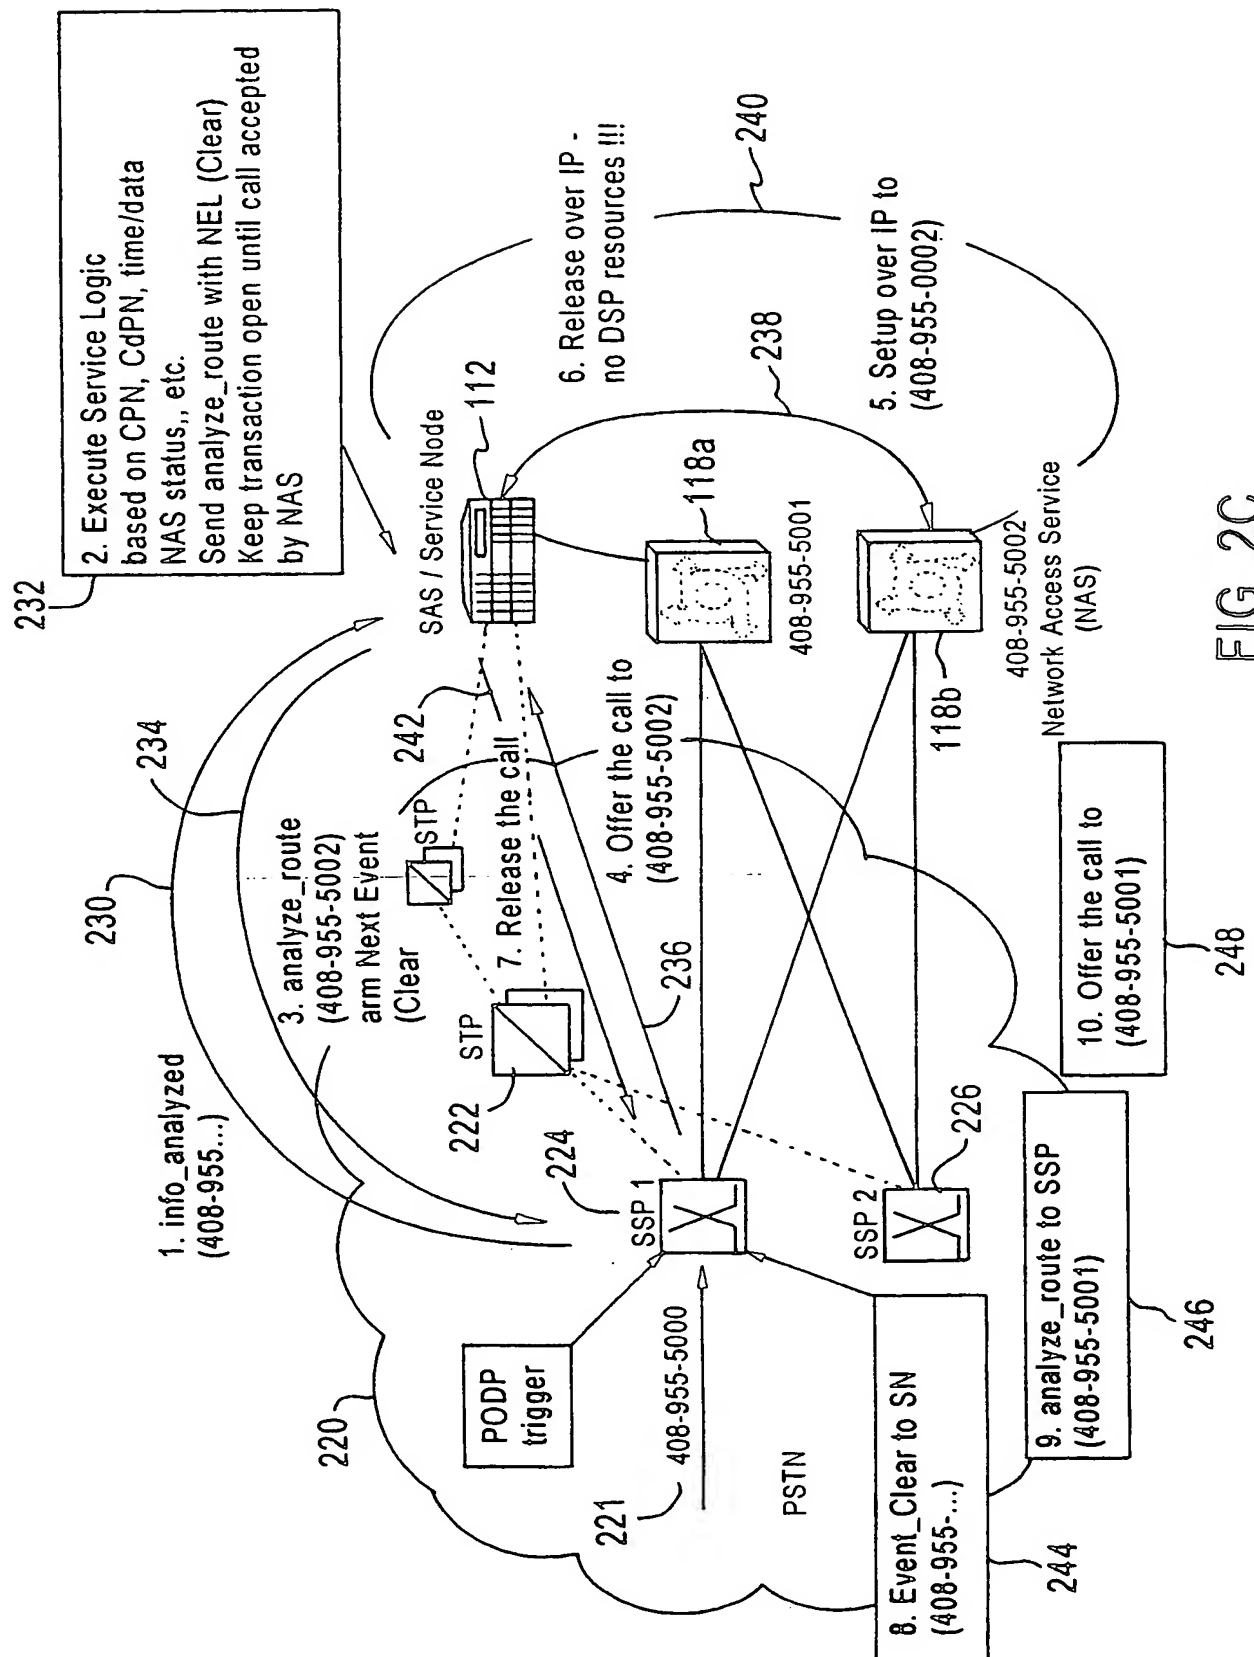 232
2. Execute Service Logic
based on CPN, CdPN, time/data
NAS status,, etc.
Send analyze_route with NEL (Clear)
Keep transaction open until call accepted
by NAS
230
234
1. info_analyzed
(408-955...)
3. analyze_route
(408-955-5002)
arm Next Event
(Clear
STP
STP
222
242
SAS / Service Node
112
6. Release over IP -
no DSP resources !!!
240
220
PODP
trigger
224
SSP 1
7. Release the call
236
4. Offer the call to
(408-955-5002)
118a
408-955-5001
238
5. Setup over IP to
(408-955-0002)
221
408-955-5000
PSTN
SSP 2
226
118b
408-955-5002
Network Access Service
(NAS)
8. Event_Clear to SN
(408-955-...)
244
9. analyze_route to SSP
(408-955-5001)
246
10. Offer the call to
(408-955-5001)
248
FIG 2C